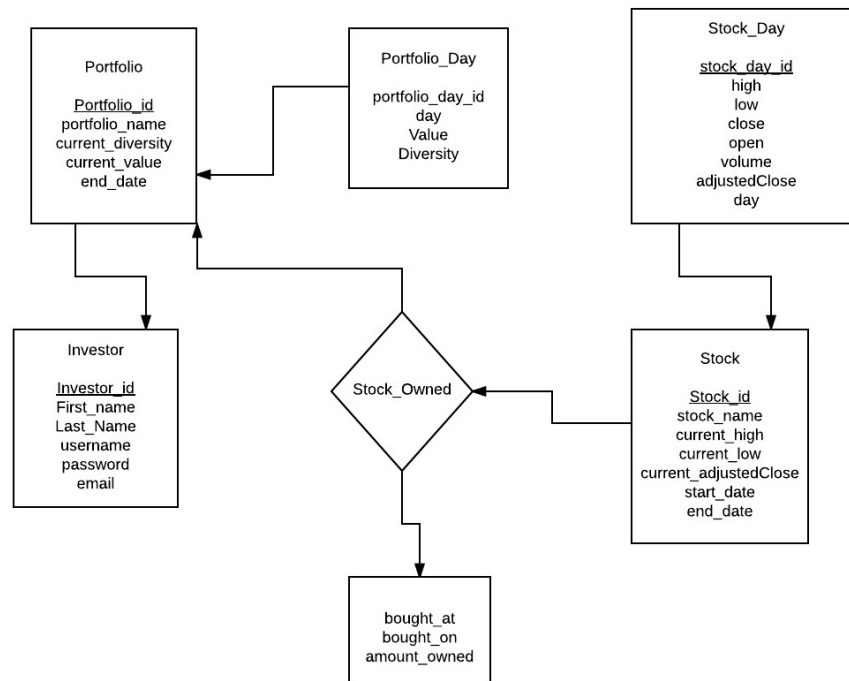 Portfolio
Portfolio_id
portfolio_name
current_diversity
current_value
end_date
Portfolio_Day
portfolio_day_id
day
Value
Diversity
Stock_Day
stock_day_id
high
low
close
open
volume
adjustedClose
day
Investor
Investor_id
First_name
Last_Name
username
password
email
Stock_Owned
Stock
Stock_id
stock_name
current_high
current_low
current_adjustedClose
start_date
end_date
bought_at
bought_on
amount_owned